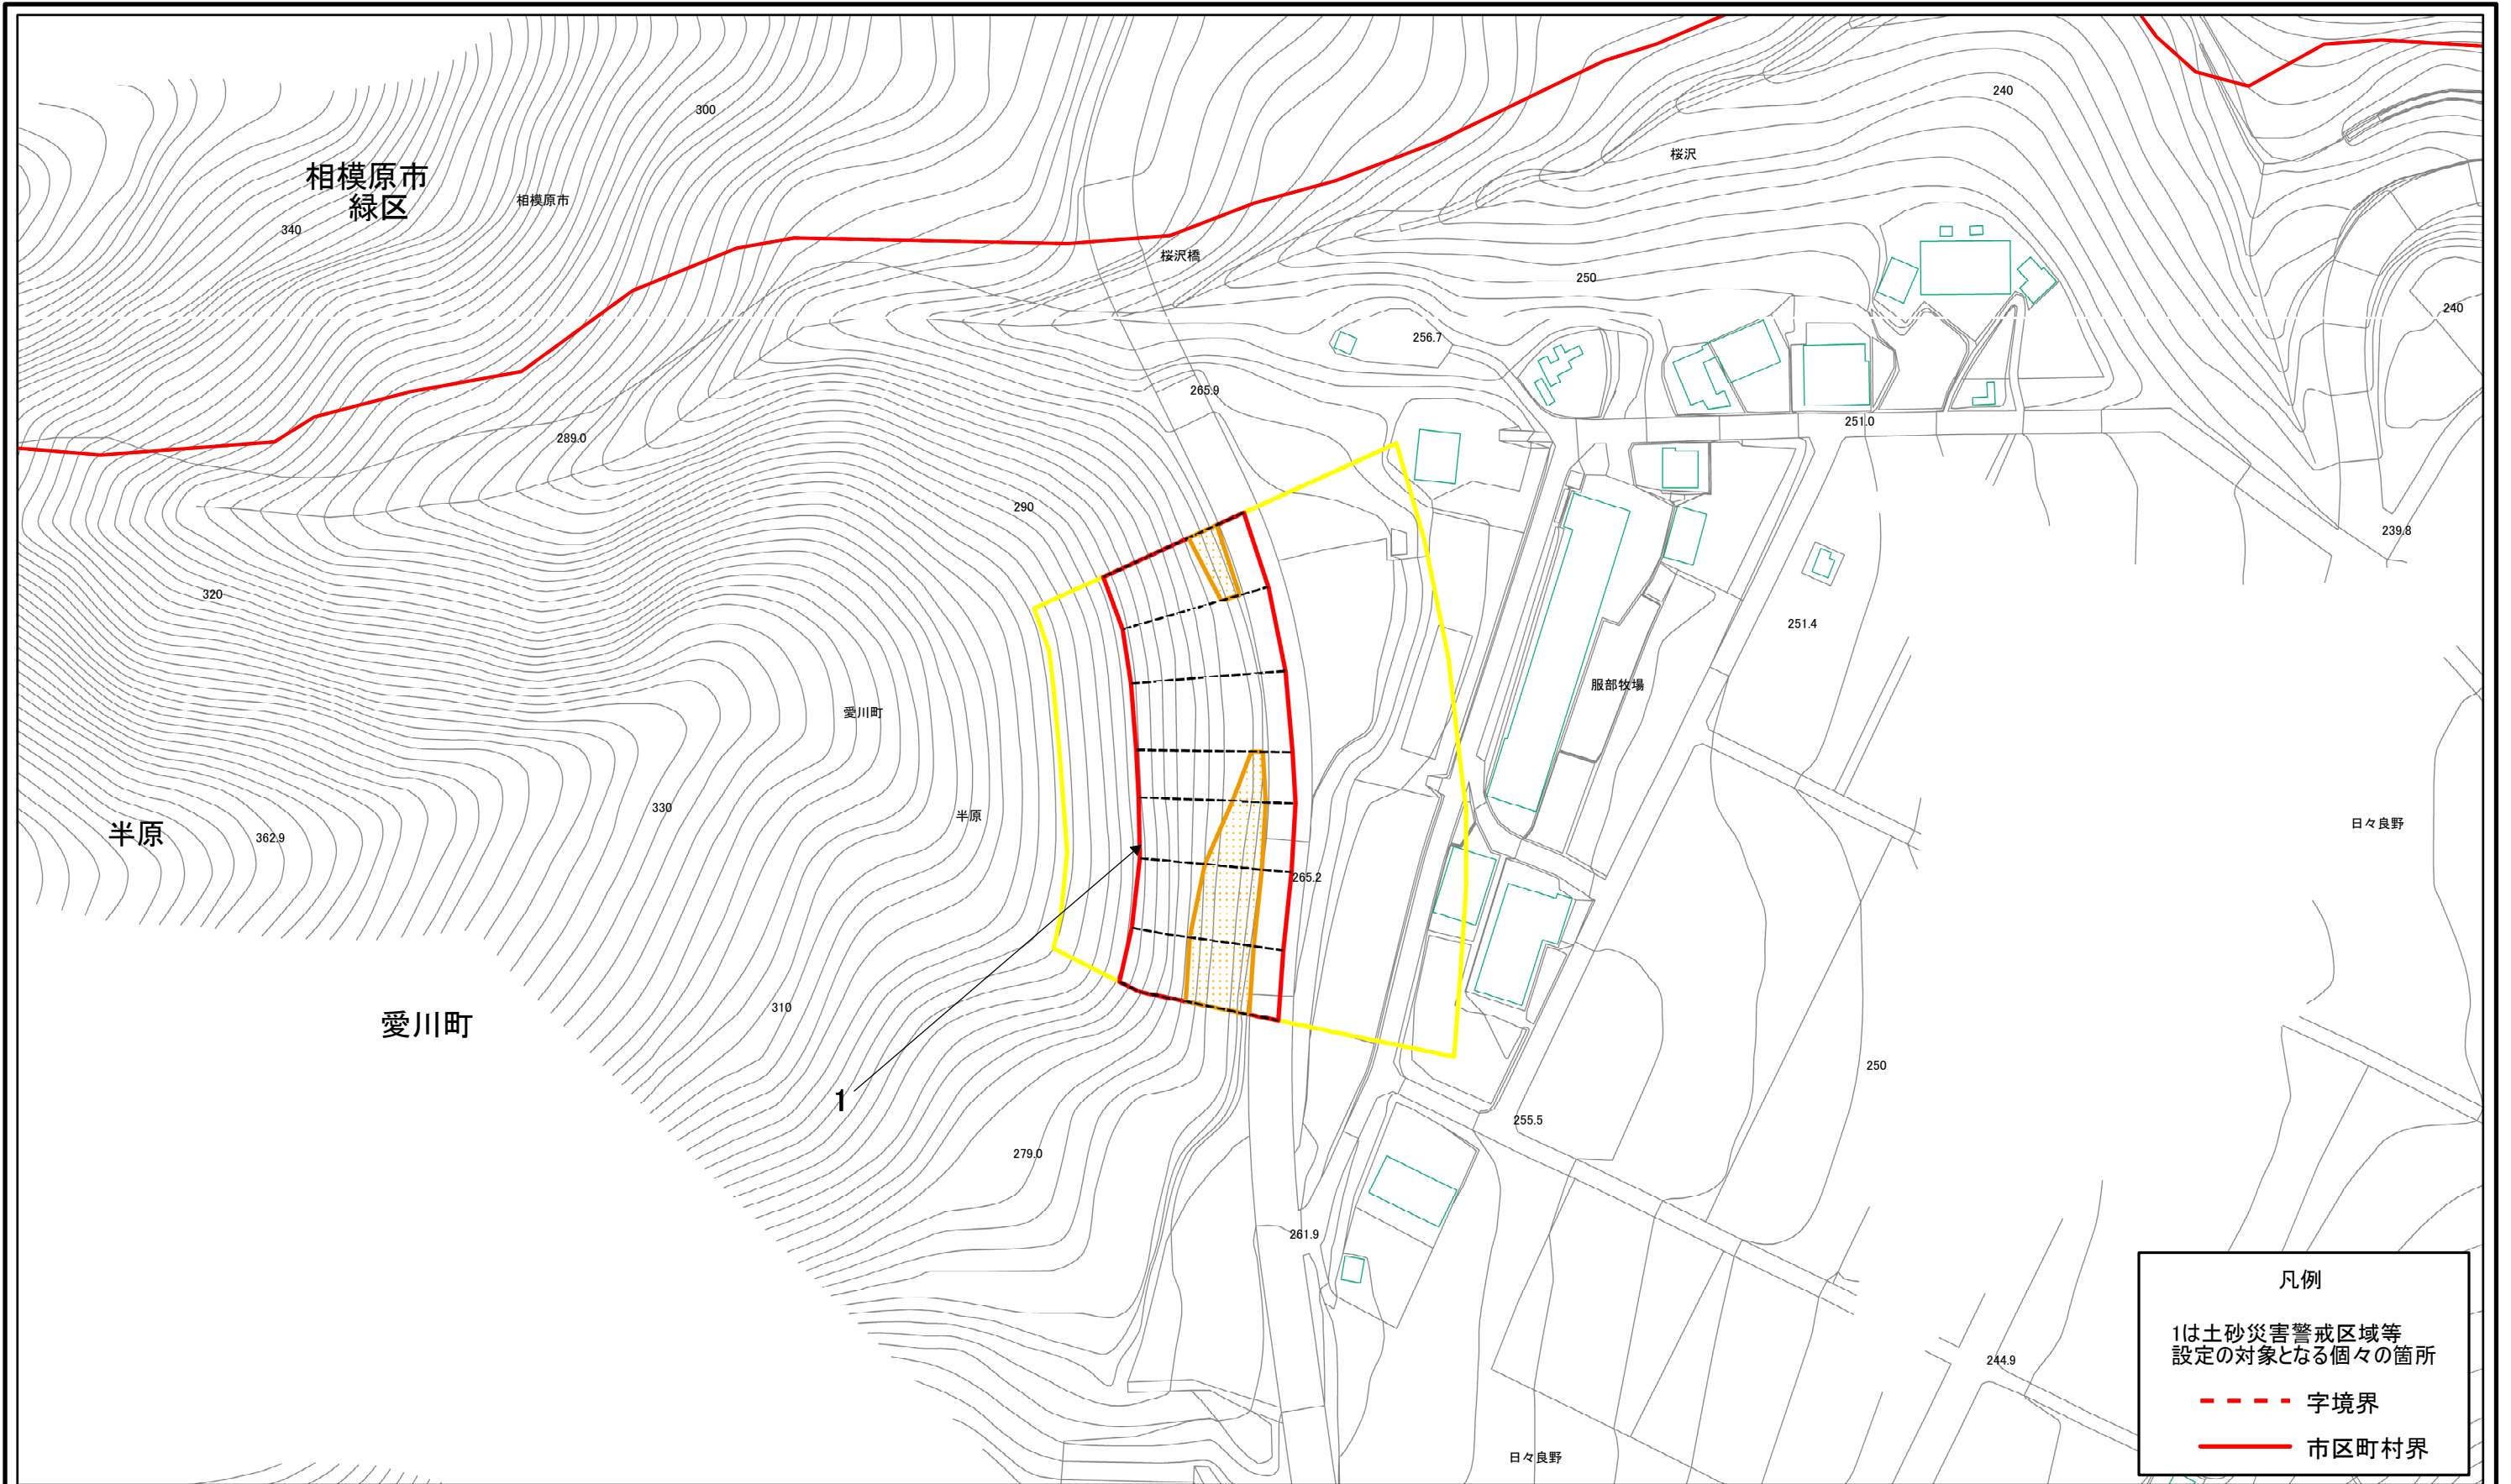 300
240
桜沢
相模原市
緑区
相模原市
340
桜沢橋
250
240
256.7
265.9
251.0
289.0
290
239.8
320
251.4
服部牧場
愛川町
330
半原
半原
362.9
日々良野
265.2
愛川町
310
250
1
255.5
279.0
261.9
244.9
日々良野
凡例
1は土砂災害警戒区域等
設定の対象となる個々の箇所
字境界
市区町村界